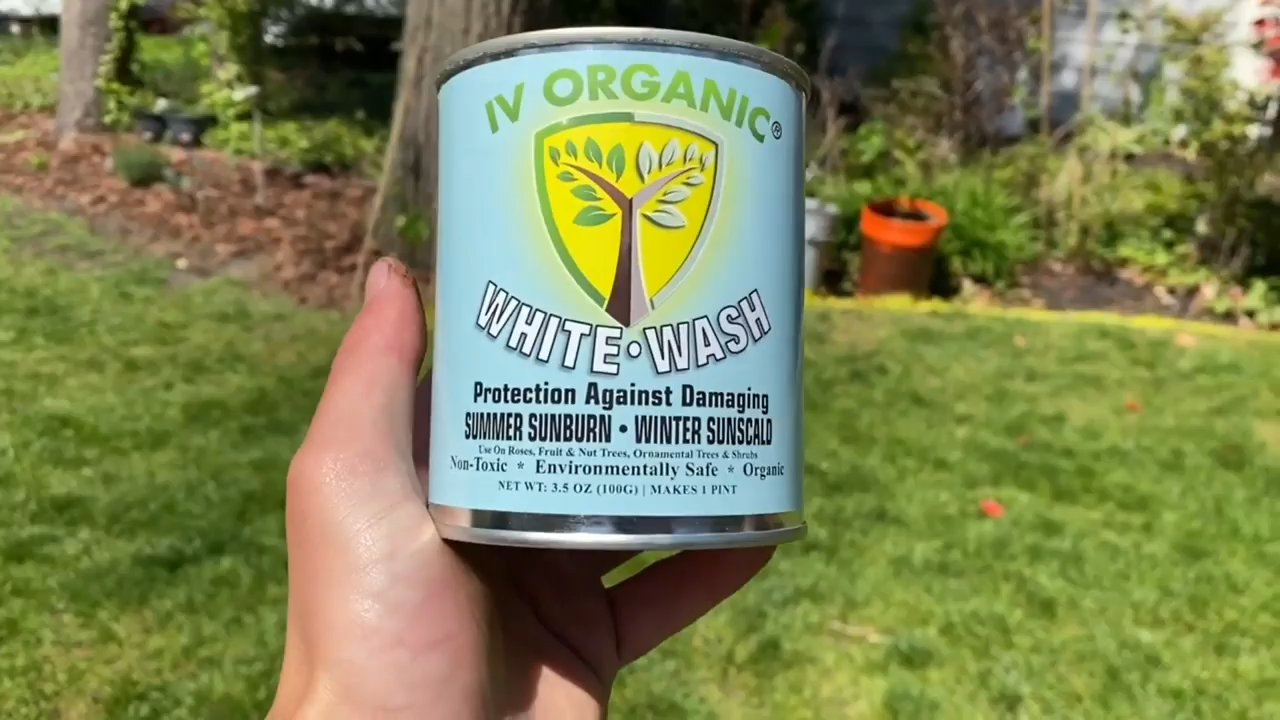 IV ORGANIC®
WHITE•WASH
Protection Against Damaging
SUMMER SUNBURN • WINTER SUNSCALD
Use On Roses, Fruit & Nut Trees, Ornamental Trees & Shrubs
Non-Toxic * Environmentally Safe * Organic
NET WT: 3.5 OZ (100G) | MAKES 1 PINT